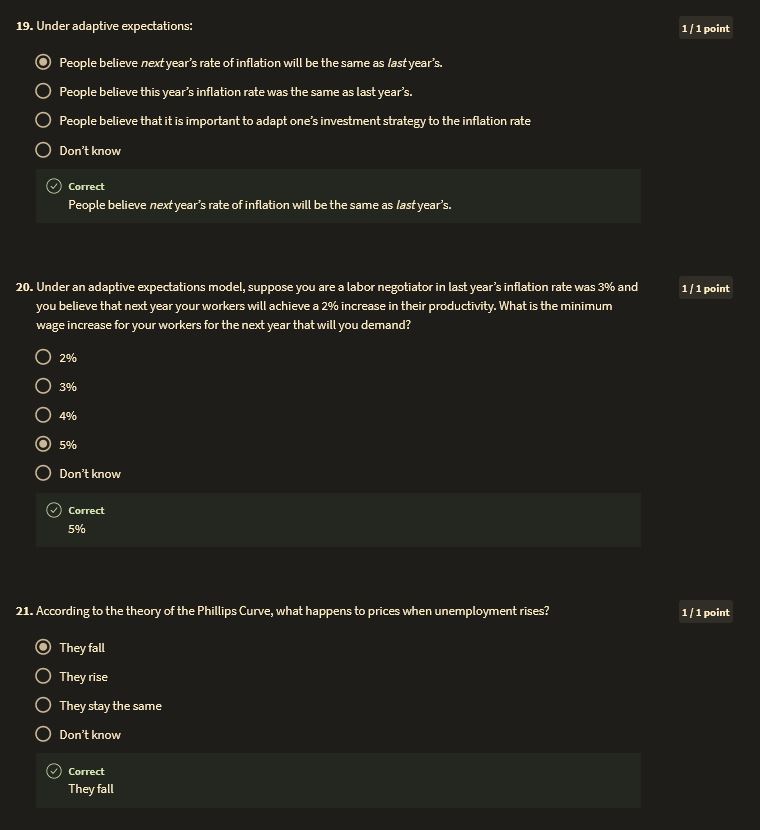 19. Under adaptive expectations:
1 / 1 point
People believe next year's rate of inflation will be the same as last year's.
People believe this year's inflation rate was the same as last year's.
People believe that it is important to adapt one's investment strategy to the inflation rate
Don't know
Correct
People believe next year's rate of inflation will be the same as last year's.
20. Under an adaptive expectations model, suppose you are a labor negotiator in last year's inflation rate was 3% and
1 / 1 point
you believe that next year your workers will achieve a 2% increase in their productivity. What is the minimum
wage increase for your workers for the next year that will you demand?
2%
3%
4%
5%
Don't know
Correct
5%
21. According to the theory of the Phillips Curve, what happens to prices when unemployment rises?
1 / 1 point
They fall
They rise
They stay the same
Don't know
Correct
They fall